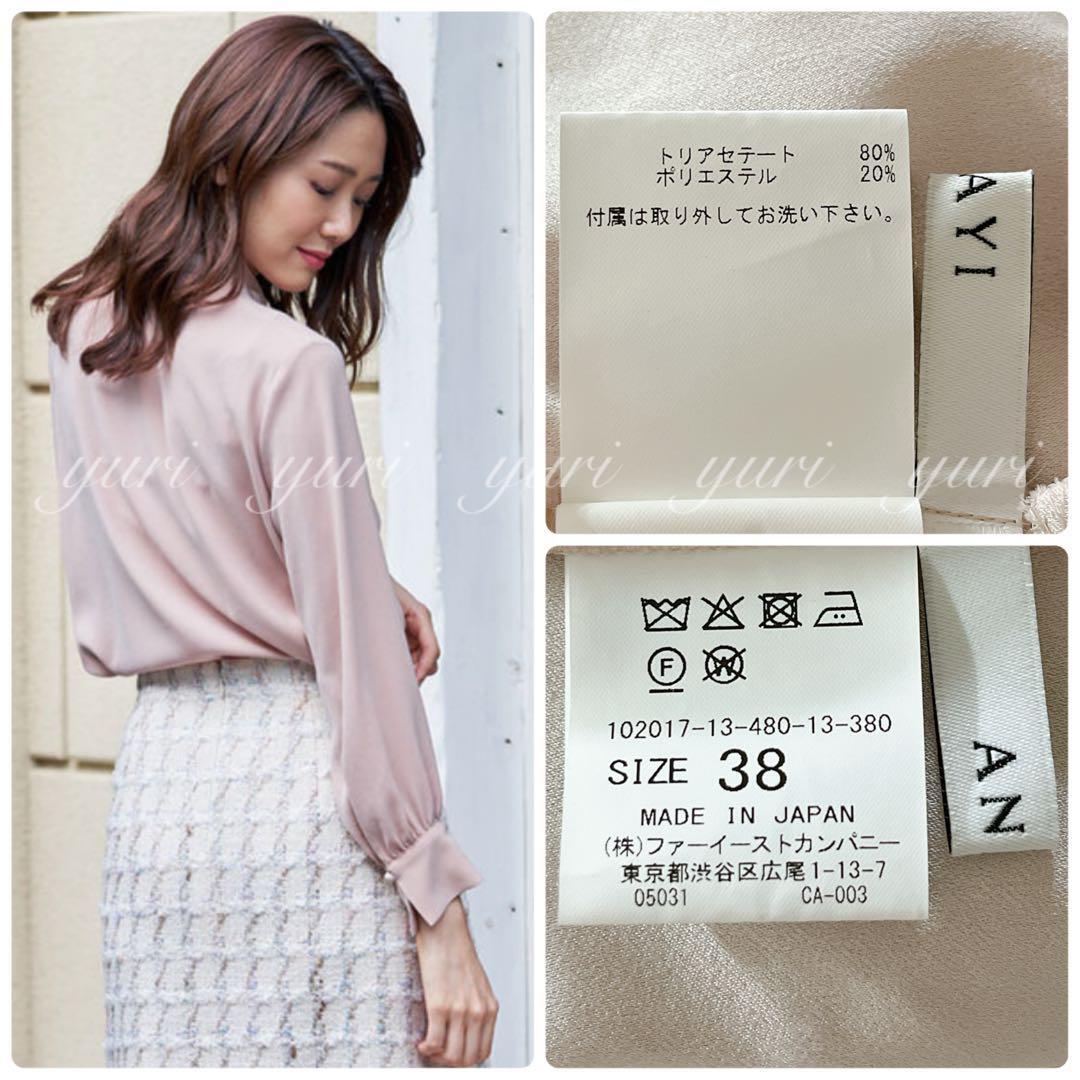 トリアセテート 80%
ポリエステル 20%
付属は取り外してお洗い下さい。
AYI
yuri yuri yuri yuri yuri
F W
102017-13-480-13-380
SIZE 38
MADE IN JAPAN
(株)ファーイーストカンパニー
東京都渋谷区広尾1-13-7
05031 CA-003
AN